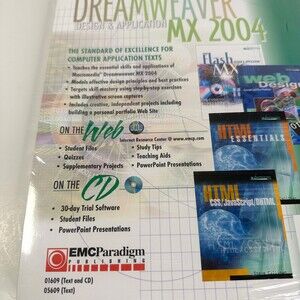 DREAMWEAVER
DESIGN & APPLICATION
MX 2004
THE STANDARD OF EXCELLENCE FOR
COMPUTER APPLICATION TEXTS
• Teaches the essential skills and applications of
Macromedia Dreamweaver MX 2004
• Models effective design principles and best practices
• Targets skill mastery using step-by-step exercises
with illustrative screen captures
• Includes creative, independent projects including
building a personal portfolio Web Site
ON THE Web
Internet Resource Center @ www.emcp.com
• Student Files
• Quizzes
• Supplementary Projects
• Study Tips
• Teaching Aids
• PowerPoint Presentations
ON THE CD
• 30-day Trial Software
• Student Files
• PowerPoint Presentations
EMCParadigm
PUBLISHING
01609 (Text and CD)
05609 (Text)
Flash
MX
Web
Design
HTML
ESSENTIALS
HTML
CSS/JavaScript/DHTML